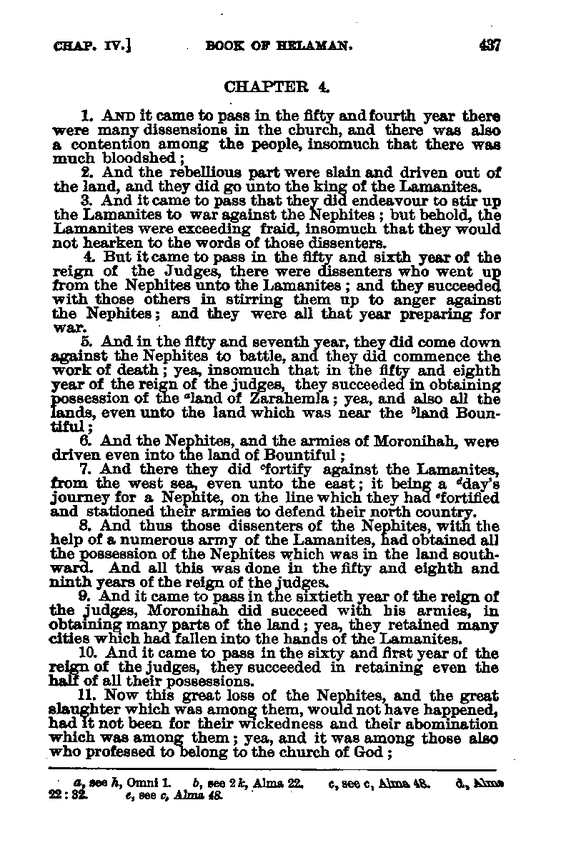 CHAP. IV.] BOOK OF HELAMAN. 437
CHAPTER 4.
1. AND it came to pass in the fifty and fourth year there
were many dissensions in the church, and there was also
a contention among the people, insomuch that there was
much bloodshed;
2. And the rebellious part were slain and driven out of
the land, and they did go unto the king of the Lamanites.
3. And it came to pass that they did endeavour to stir up
the Lamanites to war against the Nephites; but behold, the
Lamanites were exceeding fraid, insomuch that they would
not hearken to the words of those dissenters.
4. But it came to pass in the fifty and sixth year of the
reign of the Judges, there were dissenters who went up
from the Nephites unto the Lamanites; and they succeeded
with those others in stirring them up to anger against
the Nephites; and they were all that year preparing for
war.
5. And in the fifty and seventh year, they did come down
against the Nephites to battle, and they did commence the
work of death; yea, insomuch that in the fifty and eighth
year of the reign of the judges, they succeeded in obtaining
possession of the ᵃland of Zarahemla; yea, and also all the
lands, even unto the land which was near the ᵇland Boun-
tiful;
6. And the Nephites, and the armies of Moronihah, were
driven even into the land of Bountiful;
7. And there they did ᶜfortify against the Lamanites,
from the west sea, even unto the east; it being a ᵈday's
journey for a Nephite, on the line which they had ᵉfortified
and stationed their armies to defend their north country.
8. And thus those dissenters of the Nephites, with the
help of a numerous army of the Lamanites, had obtained all
the possession of the Nephites which was in the land south-
ward. And all this was done in the fifty and eighth and
ninth years of the reign of the judges.
9. And it came to pass in the sixtieth year of the reign of
the judges, Moronihah did succeed with his armies, in
obtaining many parts of the land; yea, they retained many
cities which had fallen into the hands of the Lamanites.
10. And it came to pass in the sixty and first year of the
reign of the judges, they succeeded in retaining even the
half of all their possessions.
11. Now this great loss of the Nephites, and the great
slaughter which was among them, would not have happened,
had it not been for their wickedness and their abomination
which was among them; yea, and it was among those also
who professed to belong to the church of God;
a, see h, Omni 1. b, see 2 k, Alma 22. c, see c, Alma 48. d, Alma
22:32. e, see c, Alma 48.